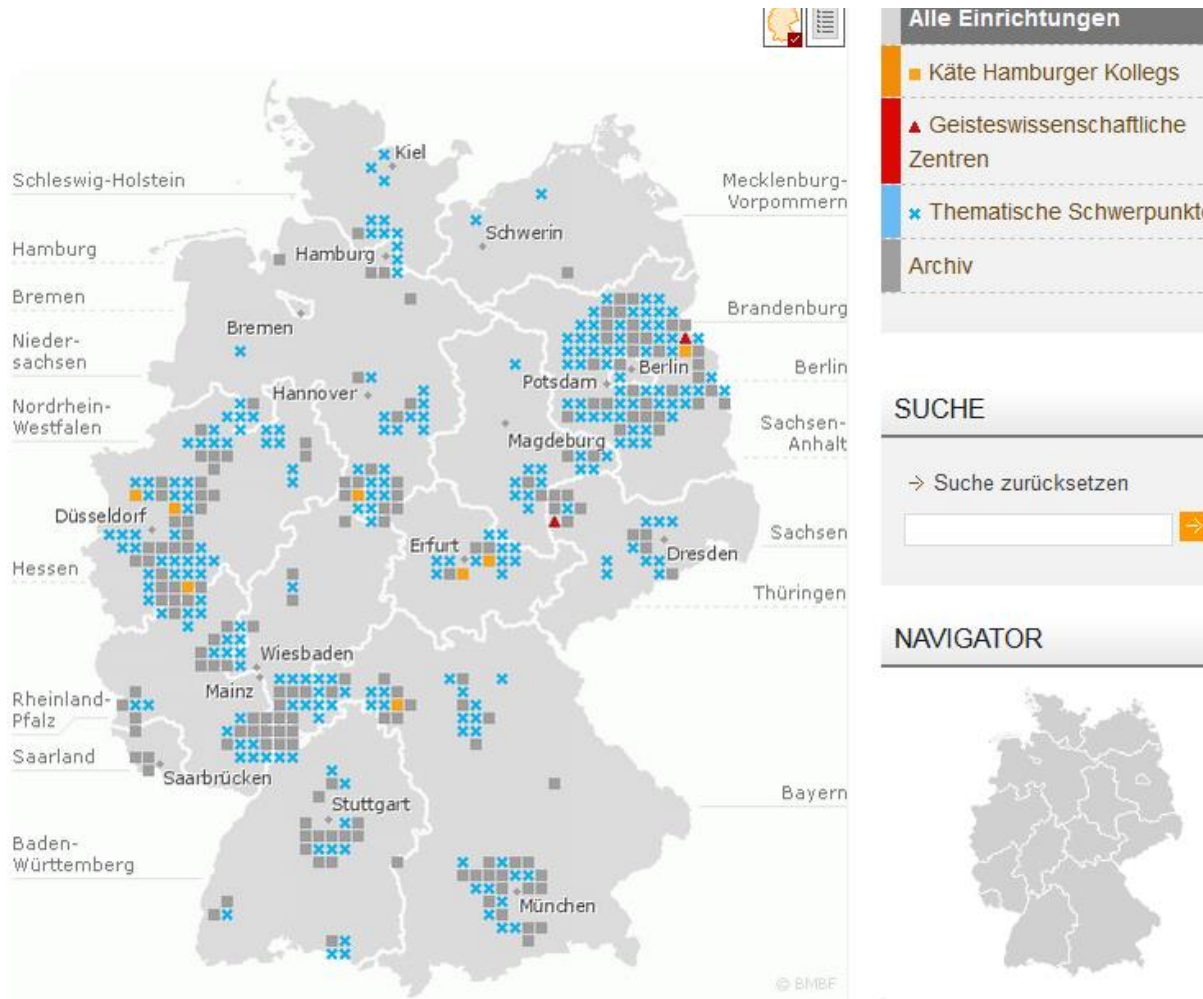 Alle Einrichtungen
Käte Hamburger Kollegs
Geisteswissenschaftliche
Zentren
Thematische Schwerpunkte
Archiv
Kiel
Schleswig-Holstein
Mecklenburg-
Vorpommern
Schwerin
Hamburg
Hamburg
Bremen
Brandenburg
Bremen
Nieder-
sachsen
Berlin
Berlin
Potsdam
Hannover
Nordrhein-
Westfalen
Magdeburg
Sachsen-
Anhalt
SUCHE
Suche zurücksetzen
Düsseldorf
Erfurt
Dresden
Sachsen
Hessen
Thüringen
NAVIGATOR
Wiesbaden
Mainz
Rheinland-
Pfalz
Saarland
Saarbrücken
Stuttgart
Bayern
Baden-
Württemberg
München
© BMBF